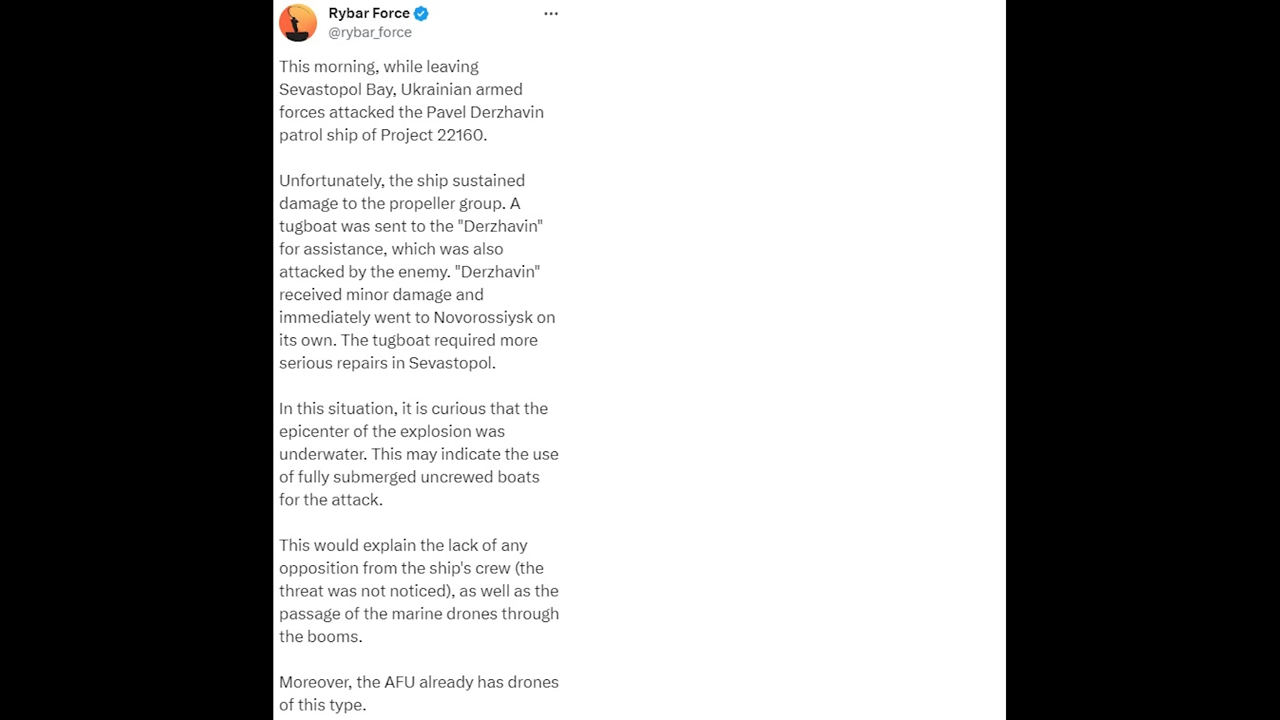 Rybar Force
@rybar_force
This morning, while leaving
Sevastopol Bay, Ukrainian armed
forces attacked the Pavel Derzhavin
patrol ship of Project 22160.
Unfortunately, the ship sustained
damage to the propeller group. A
tugboat was sent to the "Derzhavin"
for assistance, which was also
attacked by the enemy. "Derzhavin"
received minor damage and
immediately went to Novorossiysk on
its own. The tugboat required more
serious repairs in Sevastopol.
In this situation, it is curious that the
epicenter of the explosion was
underwater. This may indicate the use
of fully submerged uncrewed boats
for the attack.
This would explain the lack of any
opposition from the ship's crew (the
threat was not noticed), as well as the
passage of the marine drones through
the booms.
Moreover, the AFU already has drones
of this type.